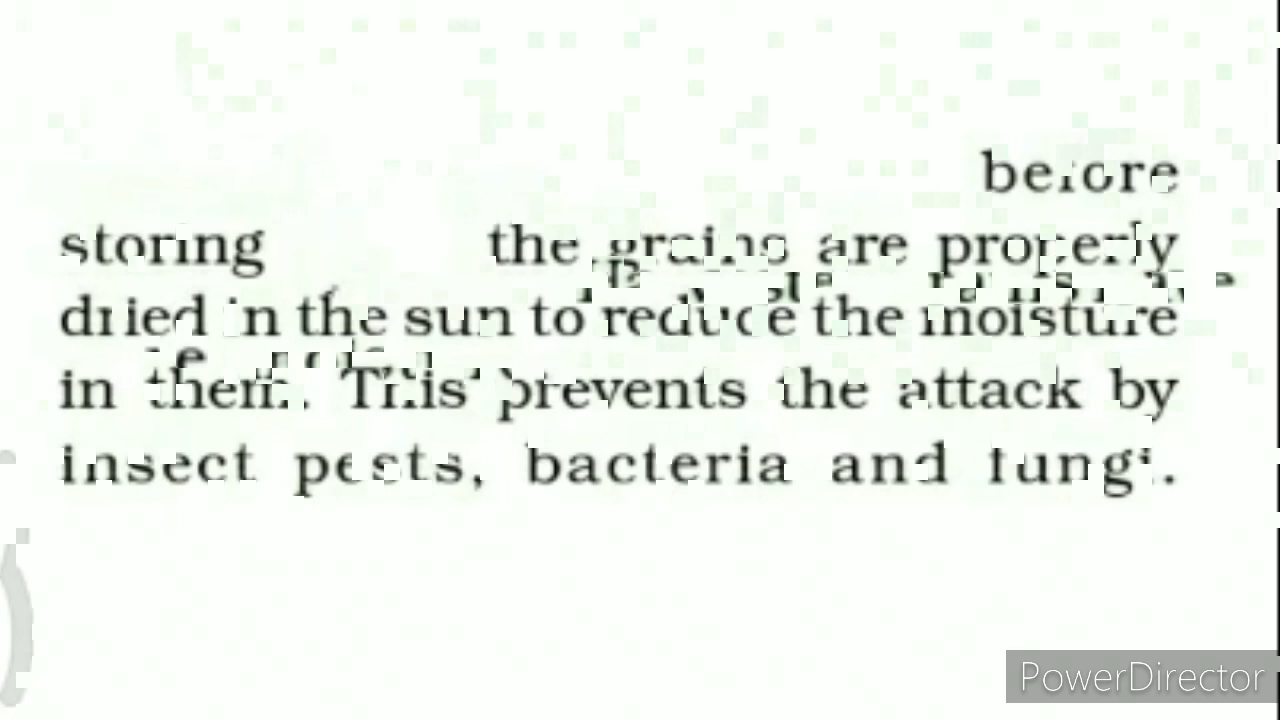 before
storing the grains are properly
dried in the sun to reduce the moisture
in them. This prevents the attack by
insect pests, bacteria and fungi.
PowerDirector